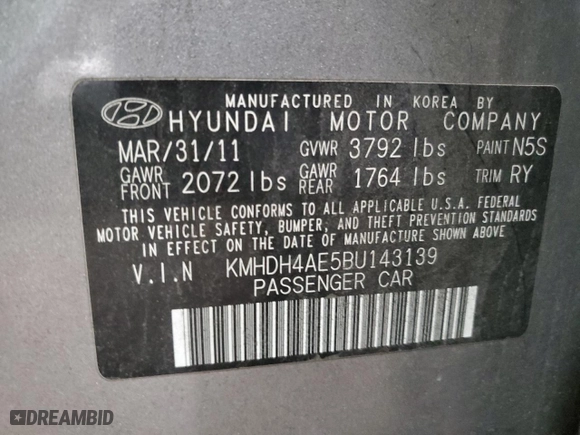 MANUFACTURED IN KOREA BY
HYUNDAI MOTOR COMPANY
MAR/31/11 GVWR 3792 lbs PAINT N5S
GAWR FRONT 2072 lbs GAWR REAR 1764 lbs TRIM RY
THIS VEHICLE CONFORMS TO ALL APPLICABLE U.S.A. FEDERAL
MOTOR VEHICLE SAFETY, BUMPER, AND THEFT PREVENTION STANDARDS
IN EFFECT ON THE DATE OF MANUFACTURE SHOWN ABOVE.
V.I.N KMHDH4AE5BU143139
PASSENGER CAR
DREAMBID